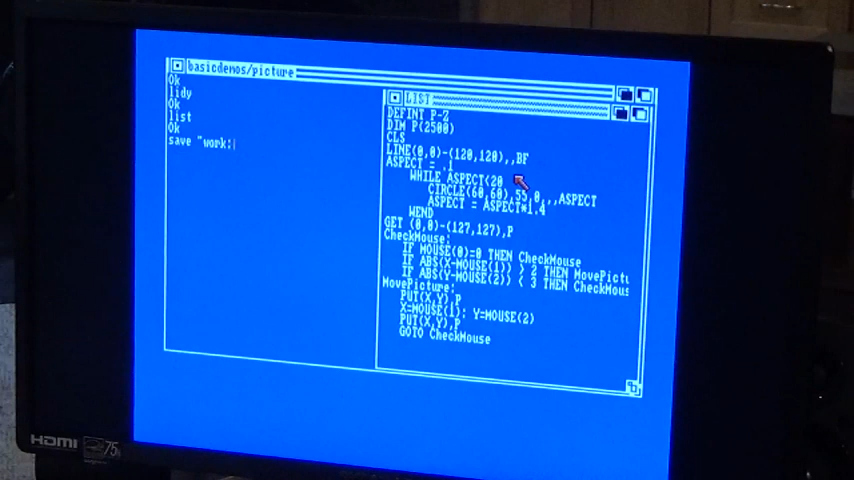 basicdemos/picture
Ok
lidy
Ok
list
Ok
save "work:
LIST
DEFINT P-Z
DIM P(2500)
CLS
LINE(0,0)-(120,120),,BF
ASPECT = .1
WHILE ASPECT(20
CIRCLE(60,60),55,0,,,ASPECT
ASPECT = ASPECT*1.4
WEND
GET (0,0)-(127,127),P
CheckMouse:
IF MOUSE(0)=0 THEN CheckMouse
IF ABS(X-MOUSE(1)) > 2 THEN MovePictu
IF ABS(Y-MOUSE(2)) < 3 THEN CheckMous
MovePicture:
PUT(X,Y),P
X=MOUSE(1): Y=MOUSE(2)
PUT(X,Y),P
GOTO CheckMouse
HDMI
75